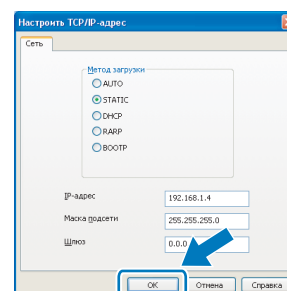 Настроить TCP/IP-адрес
Сеть
Метод загрузки
AUTO
STATIC
DHCP
RARP
BOOTP
IP-адрес
192.168.1.4
Маска подсети
255.255.255.0
Шлюз
0.0.0
OK
Отмена
Справка